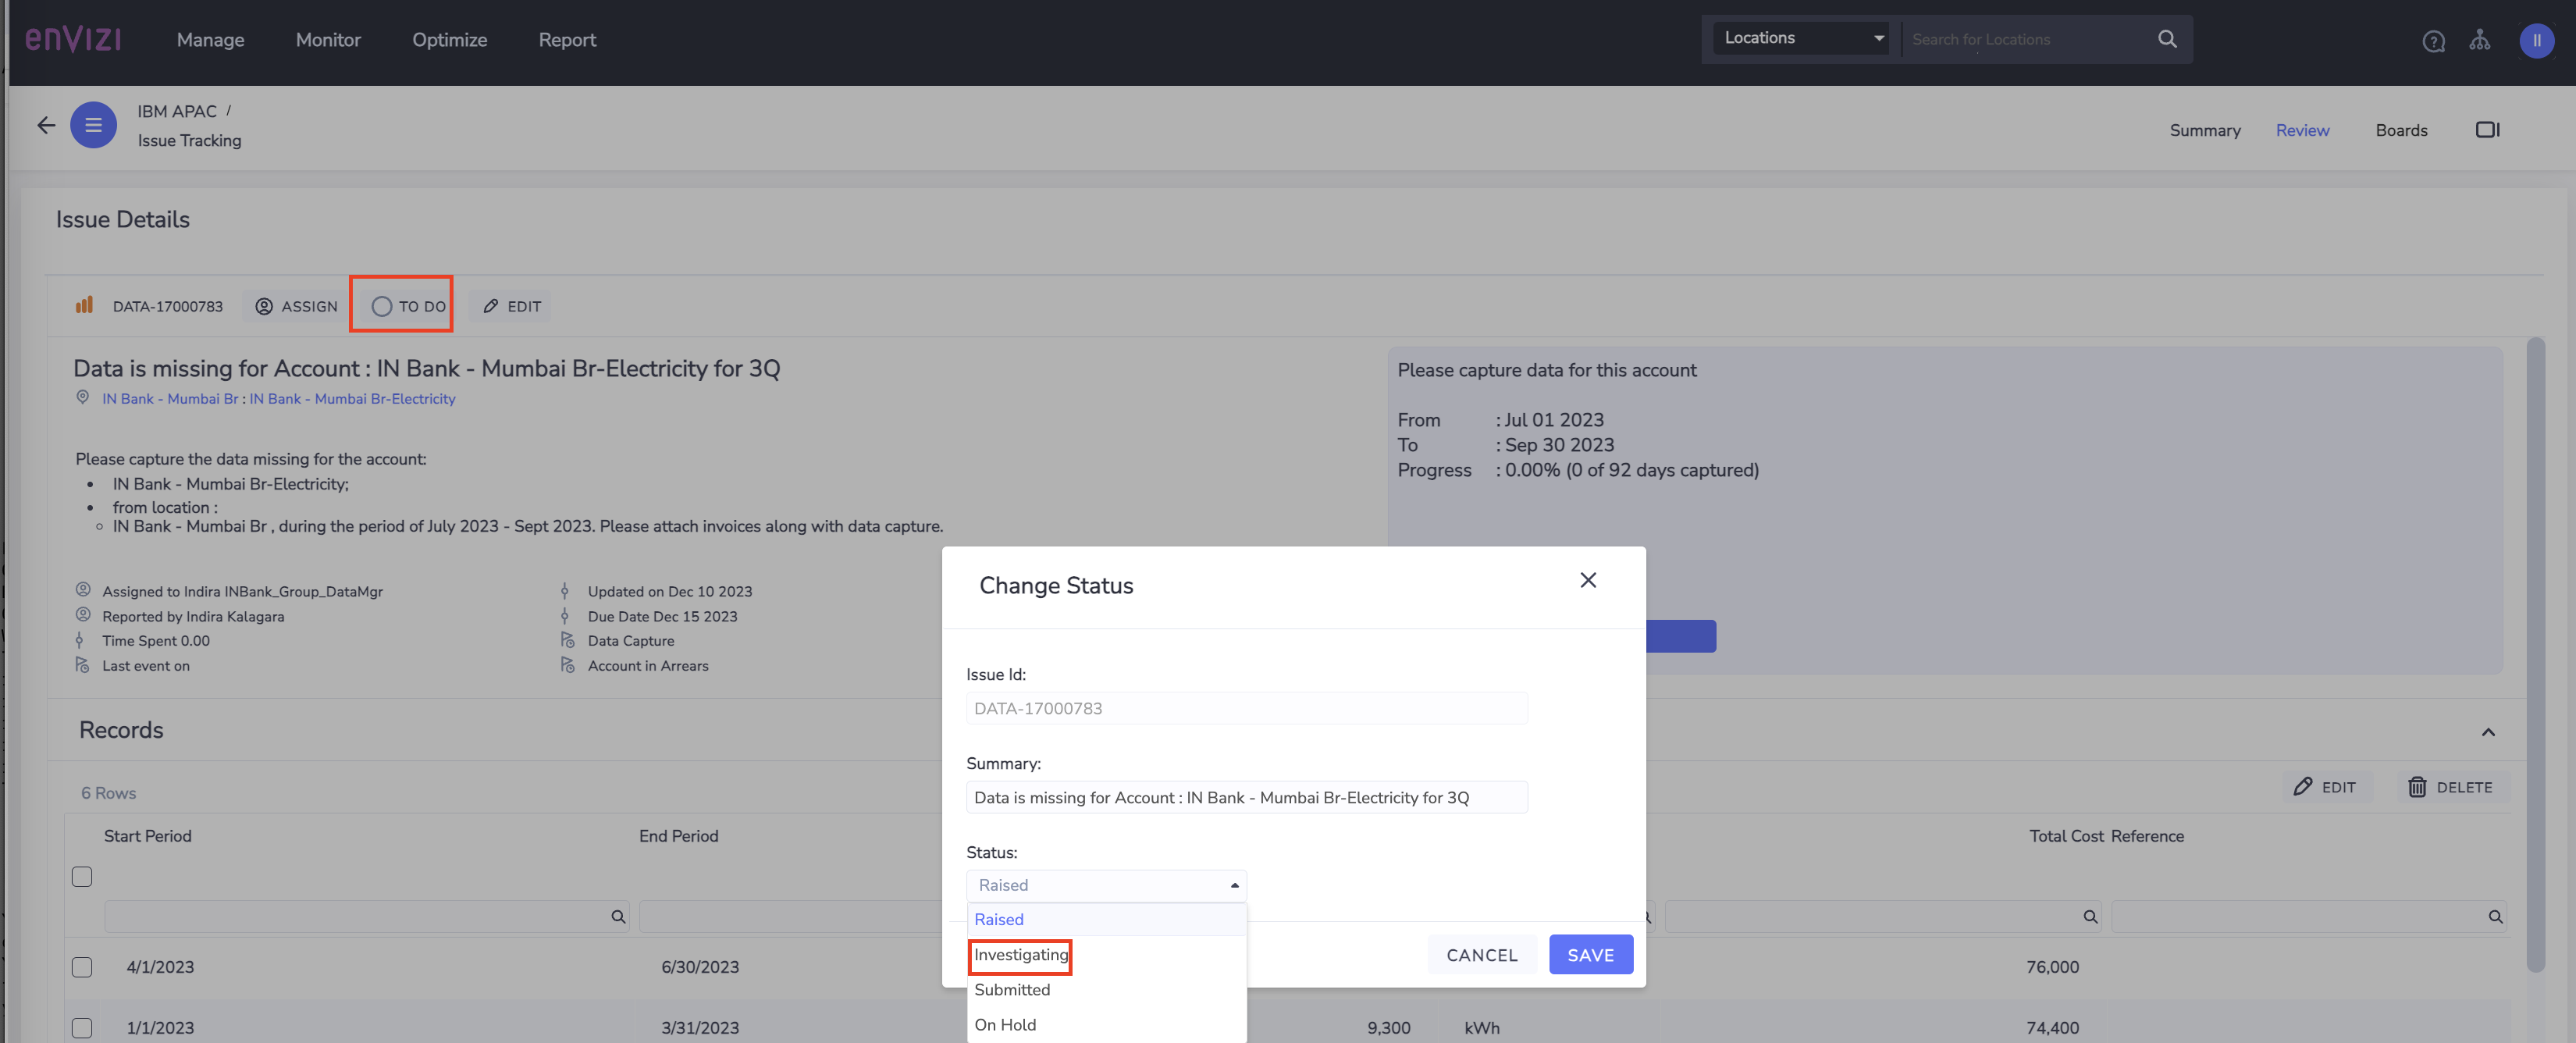 enVIZI
Manage
Monitor
Optimize
Report
Locations
Search for Locations
II
IBM APAC /
Issue Tracking
Summary
Review
Boards
Issue Details
DATA-17000783
ASSIGN
TO DO
EDIT
Data is missing for Account : IN Bank - Mumbai Br-Electricity for 3Q
IN Bank - Mumbai Br : IN Bank - Mumbai Br-Electricity
Please capture the data missing for the account:
• IN Bank - Mumbai Br-Electricity;
• from location :
○ IN Bank - Mumbai Br , during the period of July 2023 - Sept 2023. Please attach invoices along with data capture.
Assigned to Indira INBank_Group_DataMgr
Reported by Indira Kalagara
Time Spent 0.00
Last event on
Updated on Dec 10 2023
Due Date Dec 15 2023
Data Capture
Account in Arrears
Please capture data for this account
From : Jul 01 2023
To : Sep 30 2023
Progress : 0.00% (0 of 92 days captured)
Change Status
Issue Id:
DATA-17000783
Summary:
Data is missing for Account : IN Bank - Mumbai Br-Electricity for 3Q
Status:
Raised
Raised
Investigating
Submitted
On Hold
CANCEL
SAVE
Records
6 Rows
EDIT
DELETE
Start Period
End Period
Total Cost
Reference
4/1/2023
6/30/2023
76,000
1/1/2023
3/31/2023
9,300
kWh
74,400